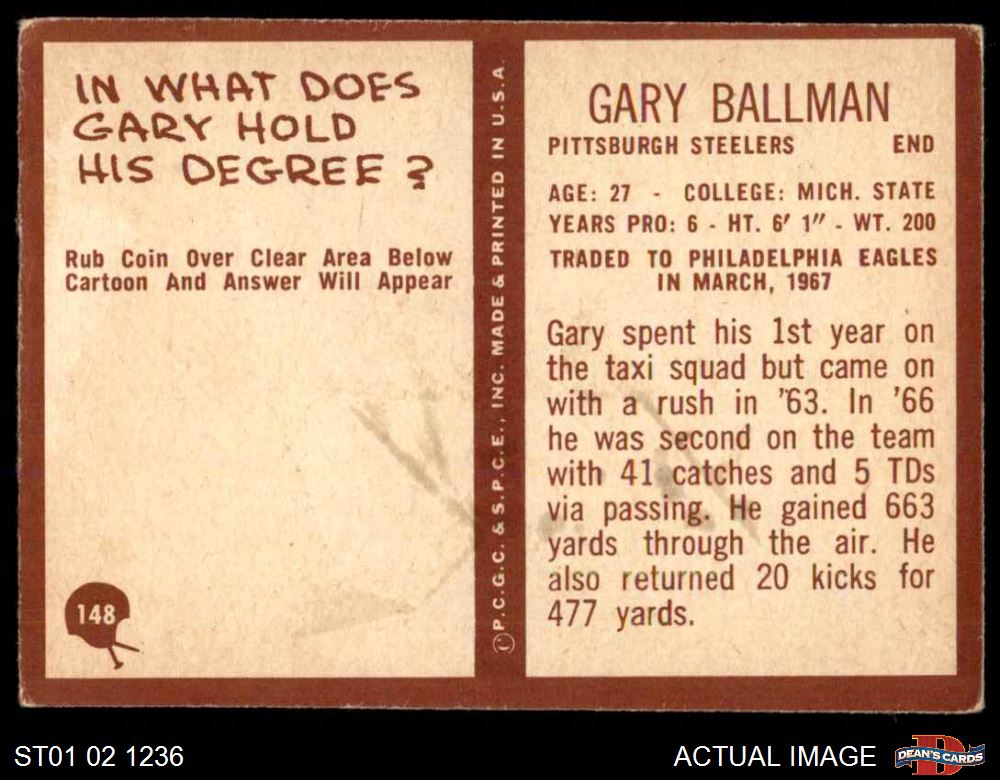 IN WHAT DOES
GARY HOLD
HIS DEGREE ?
Rub Coin Over Clear Area Below
Cartoon And Answer Will Appear
148
© P.C.G.C. & S.P.C.E., INC. MADE & PRINTED IN U.S.A.
GARY BALLMAN
PITTSBURGH STEELERS END
AGE: 27 - COLLEGE: MICH. STATE
YEARS PRO: 6 - HT. 6' 1" - WT. 200
TRADED TO PHILADELPHIA EAGLES
IN MARCH, 1967
Gary spent his 1st year on
the taxi squad but came on
with a rush in '63. In '66
he was second on the team
with 41 catches and 5 TDs
via passing. He gained 663
yards through the air. He
also returned 20 kicks for
477 yards.
ST01 02 1236
ACTUAL IMAGE
D
DEAN'S CARDS